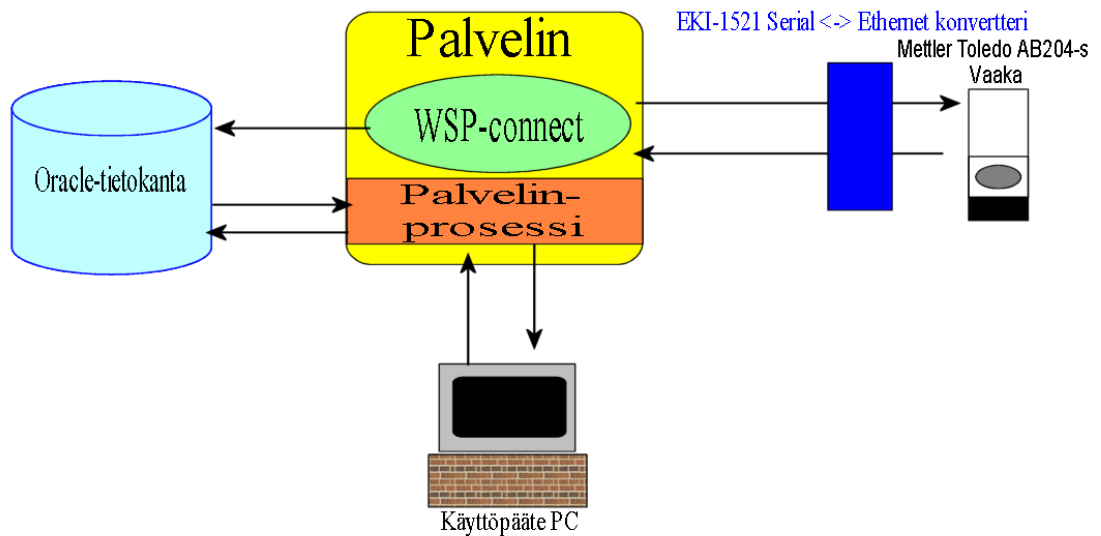 EKI-1521 Serial <-> Ethernet konvertteri
Palvelin
Mettler Toledo AB204-s
Vaaka
WSP-connect
Oracle-tietokanta
Palvelin-
prosessi
Käyttöpääte PC